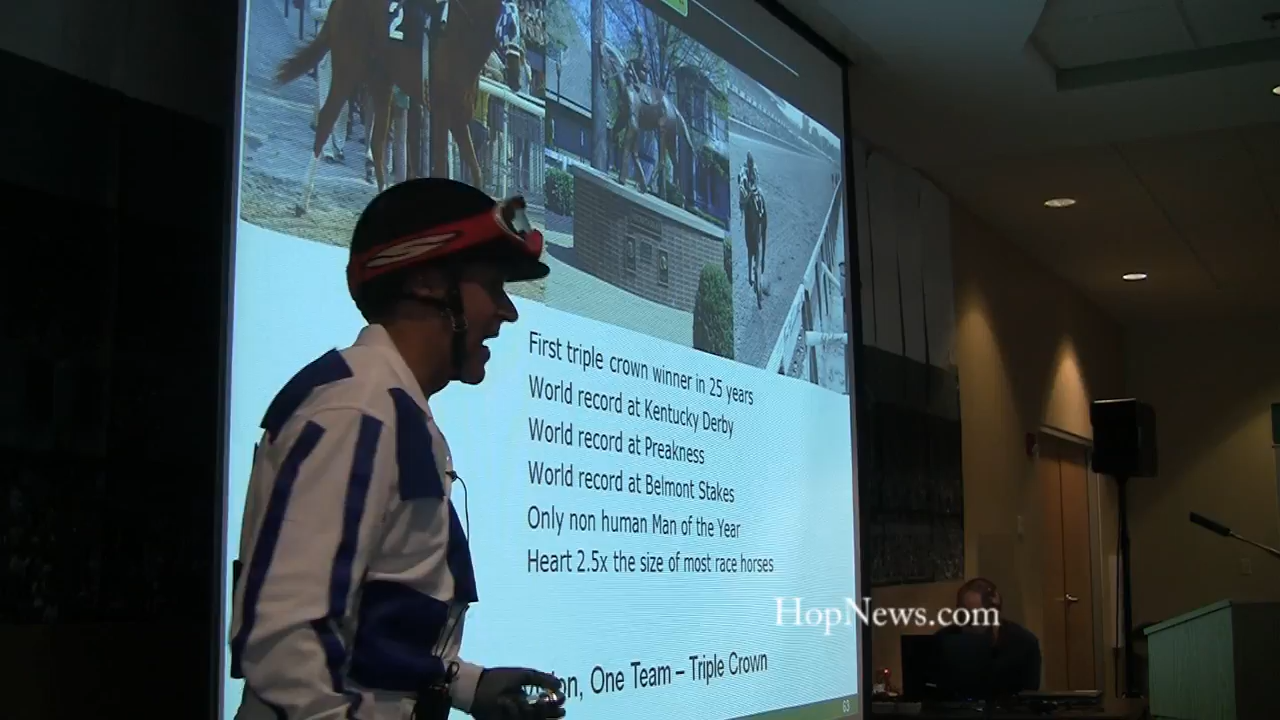 2
First triple crown winner in 25 years
World record at Kentucky Derby
World record at Preakness
World record at Belmont Stakes
Only non human Man of the Year
Heart 2.5x the size of most race horses
HopNews.com
One Team – Triple Crown
63